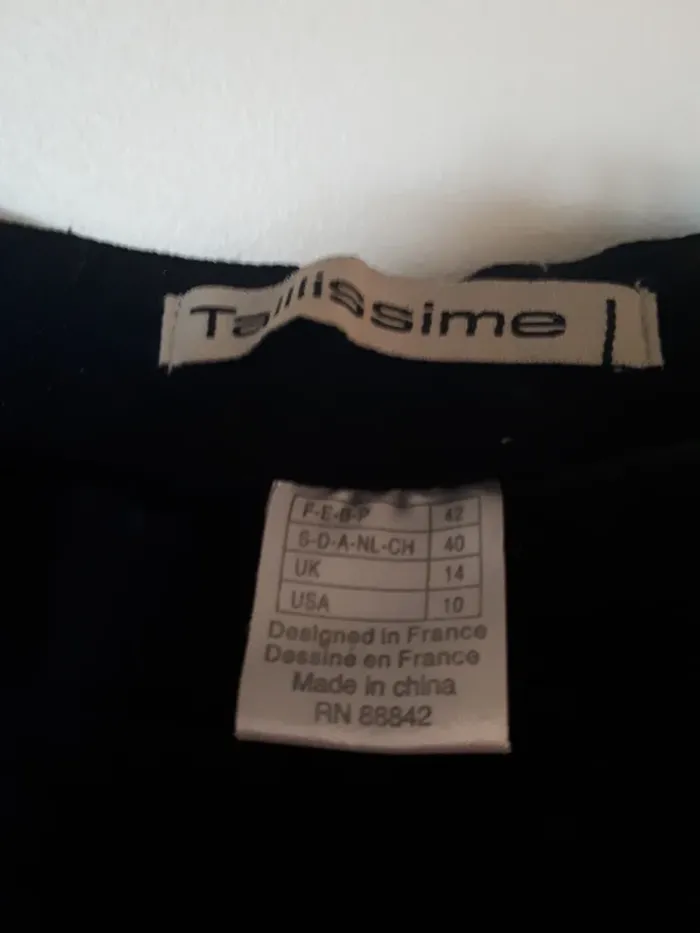 Taillissime
F-E-B-P 42
S-D-A-NL-CH 40
UK 14
USA 10
Designed in France
Dessine en France
Made in china
RN 88842